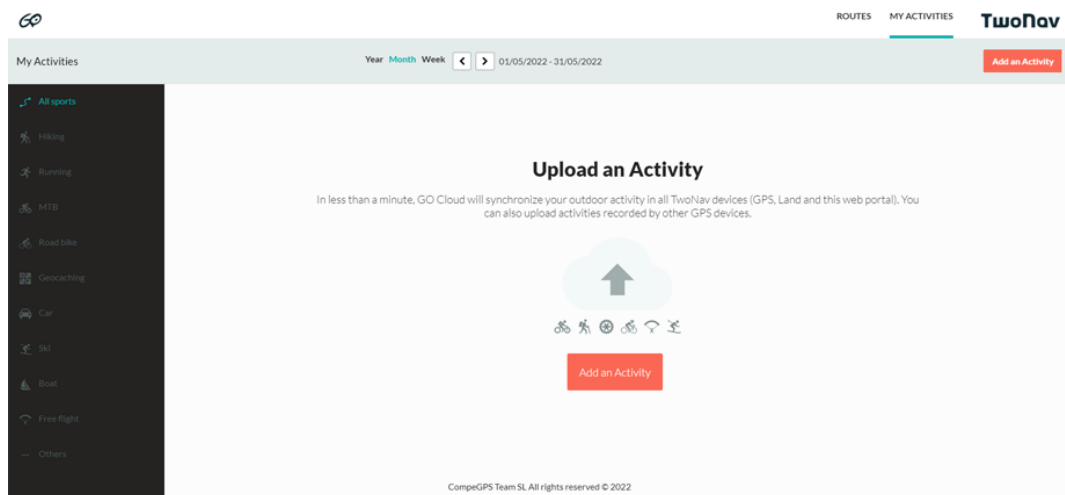 GO
ROUTES MY ACTIVITIES TwoNav
My Activities Year Month Week 01/05/2022 - 31/05/2022 Add an Activity
All sports
Hiking
Running
MTB
Road bike
Geocaching
Car
Ski
Boat
Free flight
Others
Upload an Activity
In less than a minute, GO Cloud will synchronize your outdoor activity in all TwoNav devices (GPS, Land and this web portal). You
can also upload activities recorded by other GPS devices.
Add an Activity
CompeGPS Team SL All rights reserved © 2022